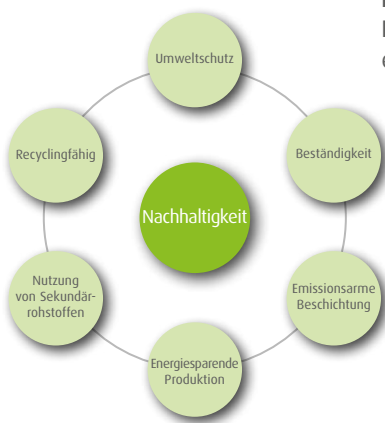 Umweltschutz
Beständigkeit
Emissionsarme
Beschichtung
Energiesparende
Produktion
Nutzung
von Sekundär-
rohstoffen
Recyclingfähig
Nachhaltigkeit